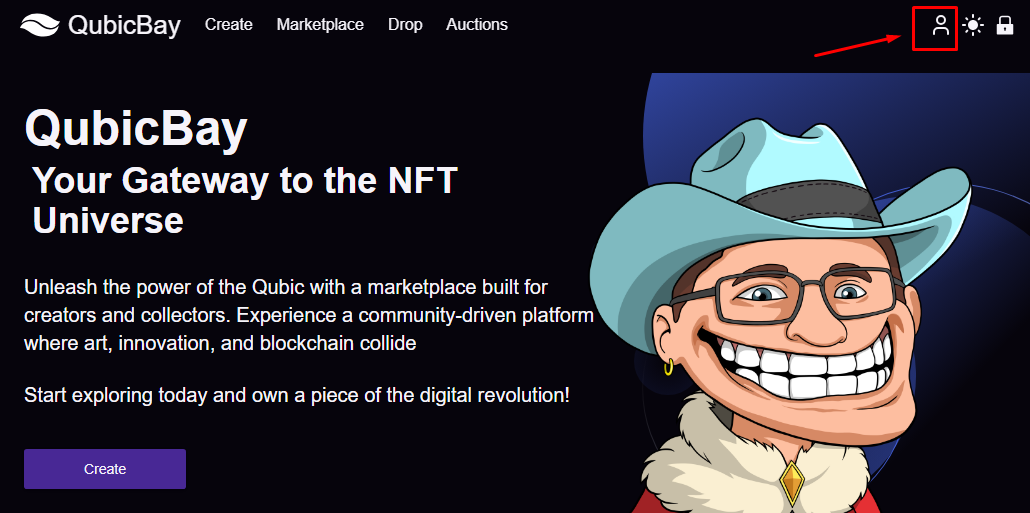 QubicBay Create Marketplace Drop Auctions
QubicBay
Your Gateway to the NFT
Universe
Unleash the power of the Qubic with a marketplace built for
creators and collectors. Experience a community-driven platform
where art, innovation, and blockchain collide
Start exploring today and own a piece of the digital revolution!
Create